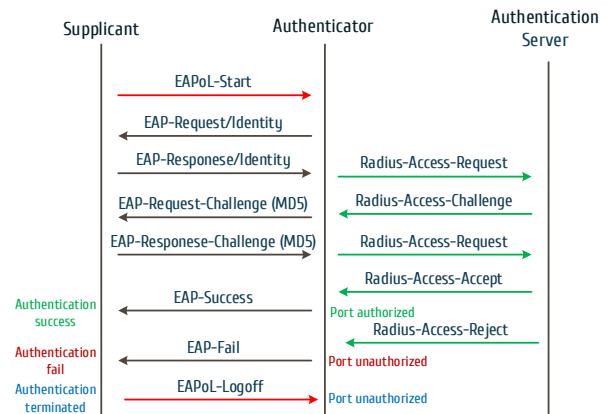 Supplicant
Authenticator
Authentication
Server
EAPoL-Start
EAP-Request/Identity
EAP-Responese/Identity
Radius-Access-Request
EAP-Request-Challenge (MD5)
Radius-Access-Challenge
EAP-Responese-Challenge (MD5)
Radius-Access-Request
Radius-Access-Accept
Authentication
success
EAP-Success
Port authorized
Radius-Access-Reject
Authentication
fail
EAP-Fail
Port unauthorized
Authentication
terminated
EAPoL-Logoff
Port unauthorized